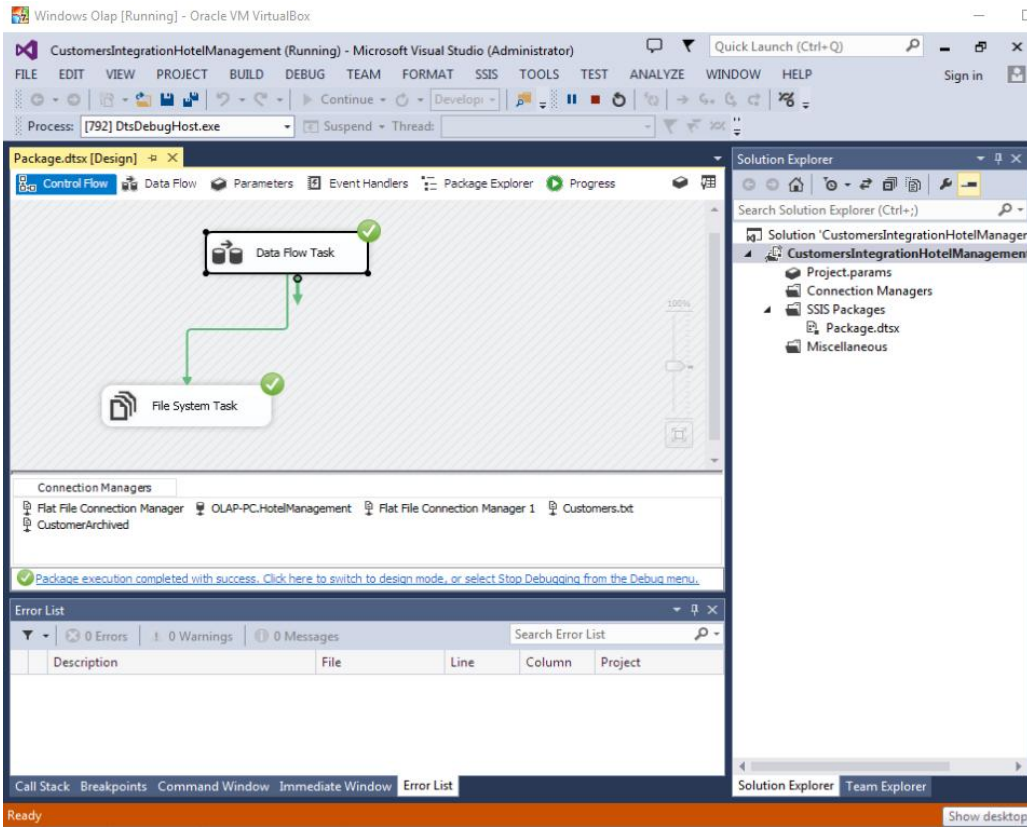 Windows Olap [Running] - Oracle VM VirtualBox
CustomersIntegrationHotelManagement (Running) - Microsoft Visual Studio (Administrator)
Quick Launch (Ctrl+Q)
FILE EDIT VIEW PROJECT BUILD DEBUG TEAM FORMAT SSIS TOOLS TEST ANALYZE WINDOW HELP Sign in
Continue Developi
Process: [792] DtsDebugHost.exe Suspend Thread:
Package.dtsx [Design]
Control Flow Data Flow Parameters Event Handlers Package Explorer Progress
Data Flow Task
100%
File System Task
Connection Managers
Flat File Connection Manager OLAP-PC.HotelManagement Flat File Connection Manager 1 Customers.txt
CustomerArchived
Package execution completed with success. Click here to switch to design mode, or select Stop Debugging from the Debug menu.
Error List
0 Errors 0 Warnings 0 Messages Search Error List
Description File Line Column Project
Call Stack Breakpoints Command Window Immediate Window Error List
Solution Explorer
Search Solution Explorer (Ctrl+;)
Solution 'CustomersIntegrationHotelManager
CustomersIntegrationHotelManagement
Project.params
Connection Managers
SSIS Packages
Package.dtsx
Miscellaneous
Solution Explorer Team Explorer
Ready
Show desktop